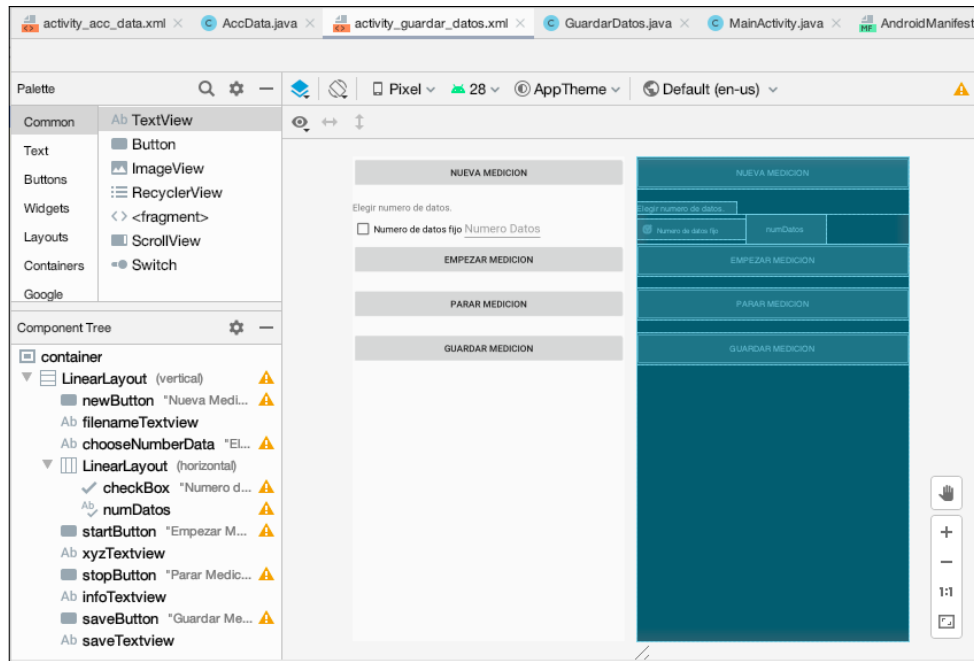 activity_acc_data.xml
AccData.java
activity_guardar_datos.xml
GuardarDatos.java
MainActivity.java
AndroidManifest
Palette
Pixel
28
AppTheme
Default (en-us)
Common
Text
Buttons
Widgets
Layouts
Containers
Google
Ab TextView
Button
ImageView
RecyclerView
<fragment>
ScrollView
Switch
Component Tree
container
LinearLayout (vertical)
newButton "Nueva Medi...
Ab filenameTextview
Ab chooseNumberData "El...
LinearLayout (horizontal)
checkBox "Numero d...
Ab numDatos
startButton "Empezar M...
Ab xyzTextview
stopButton "Parar Medic...
Ab infoTextview
saveButton "Guardar Me...
Ab saveTextview
NUEVA MEDICION
Elegir numero de datos.
Numero de datos fijo Numero Datos
EMPEZAR MEDICION
PARAR MEDICION
GUARDAR MEDICION
NUEVA MEDICION
Elegir numero de datos.
Numero de datos fijo
numDatos
EMPEZAR MEDICION
PARAR MEDICION
GUARDAR MEDICION
1:1